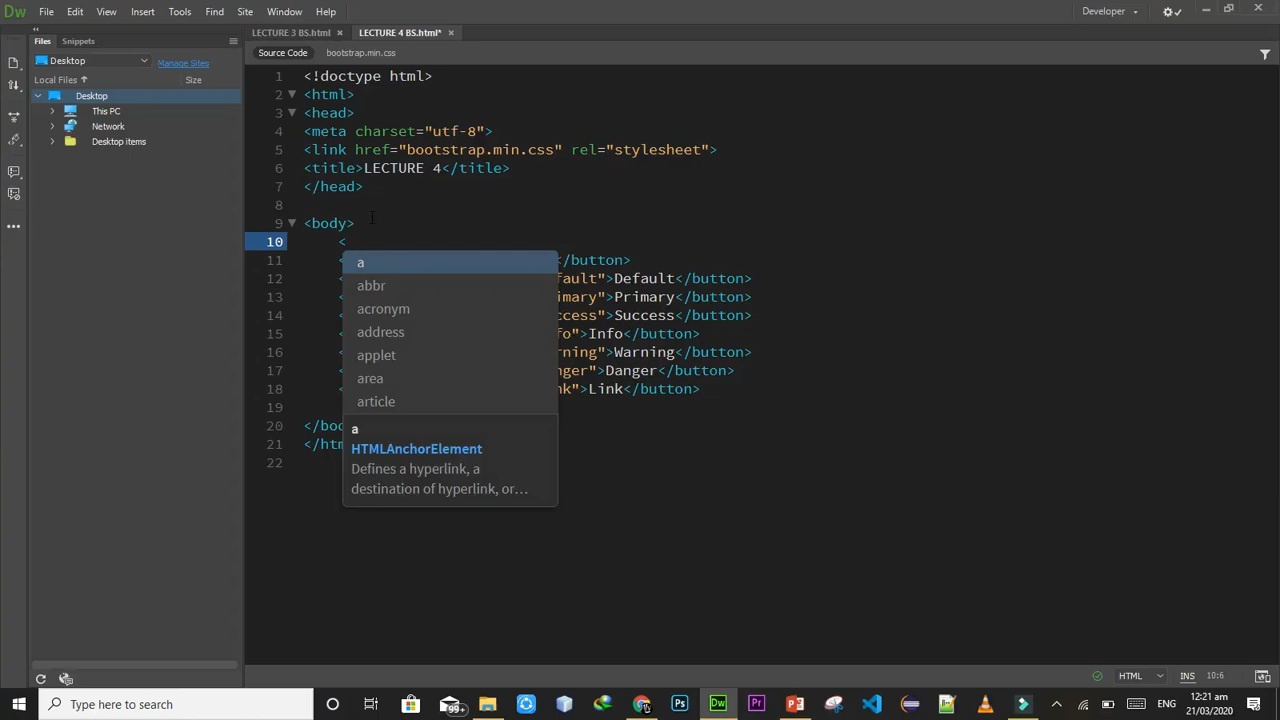 Dw File Edit View Insert Tools Find Site Window Help Developer
Files Snippets
LECTURE 3 BS.html × LECTURE 4 BS.html* ×
Source Code bootstrap.min.css
Desktop Manage Sites
Local Files Size
Desktop
This PC
Network
Desktop items
1 <!doctype html>
2 <html>
3 <head>
4 <meta charset="utf-8">
5 <link href="bootstrap.min.css" rel="stylesheet">
6 <title>LECTURE 4</title>
7 </head>
8
9 <body>
10 <
11 < </button>
12 < fault">Default</button>
13 < imary">Primary</button>
14 < ccess">Success</button>
15 < fo">Info</button>
16 < rning">Warning</button>
17 < nger">Danger</button>
18 < nk">Link</button>
19
20 </bo
21 </htm
22
a
abbr
acronym
address
applet
area
article
a
HTMLAnchorElement
Defines a hyperlink, a
destination of hyperlink, or…
HTML INS 10:6
Type here to search
99+
Ps Dw Pr
ENG
12:21 am
21/03/2020